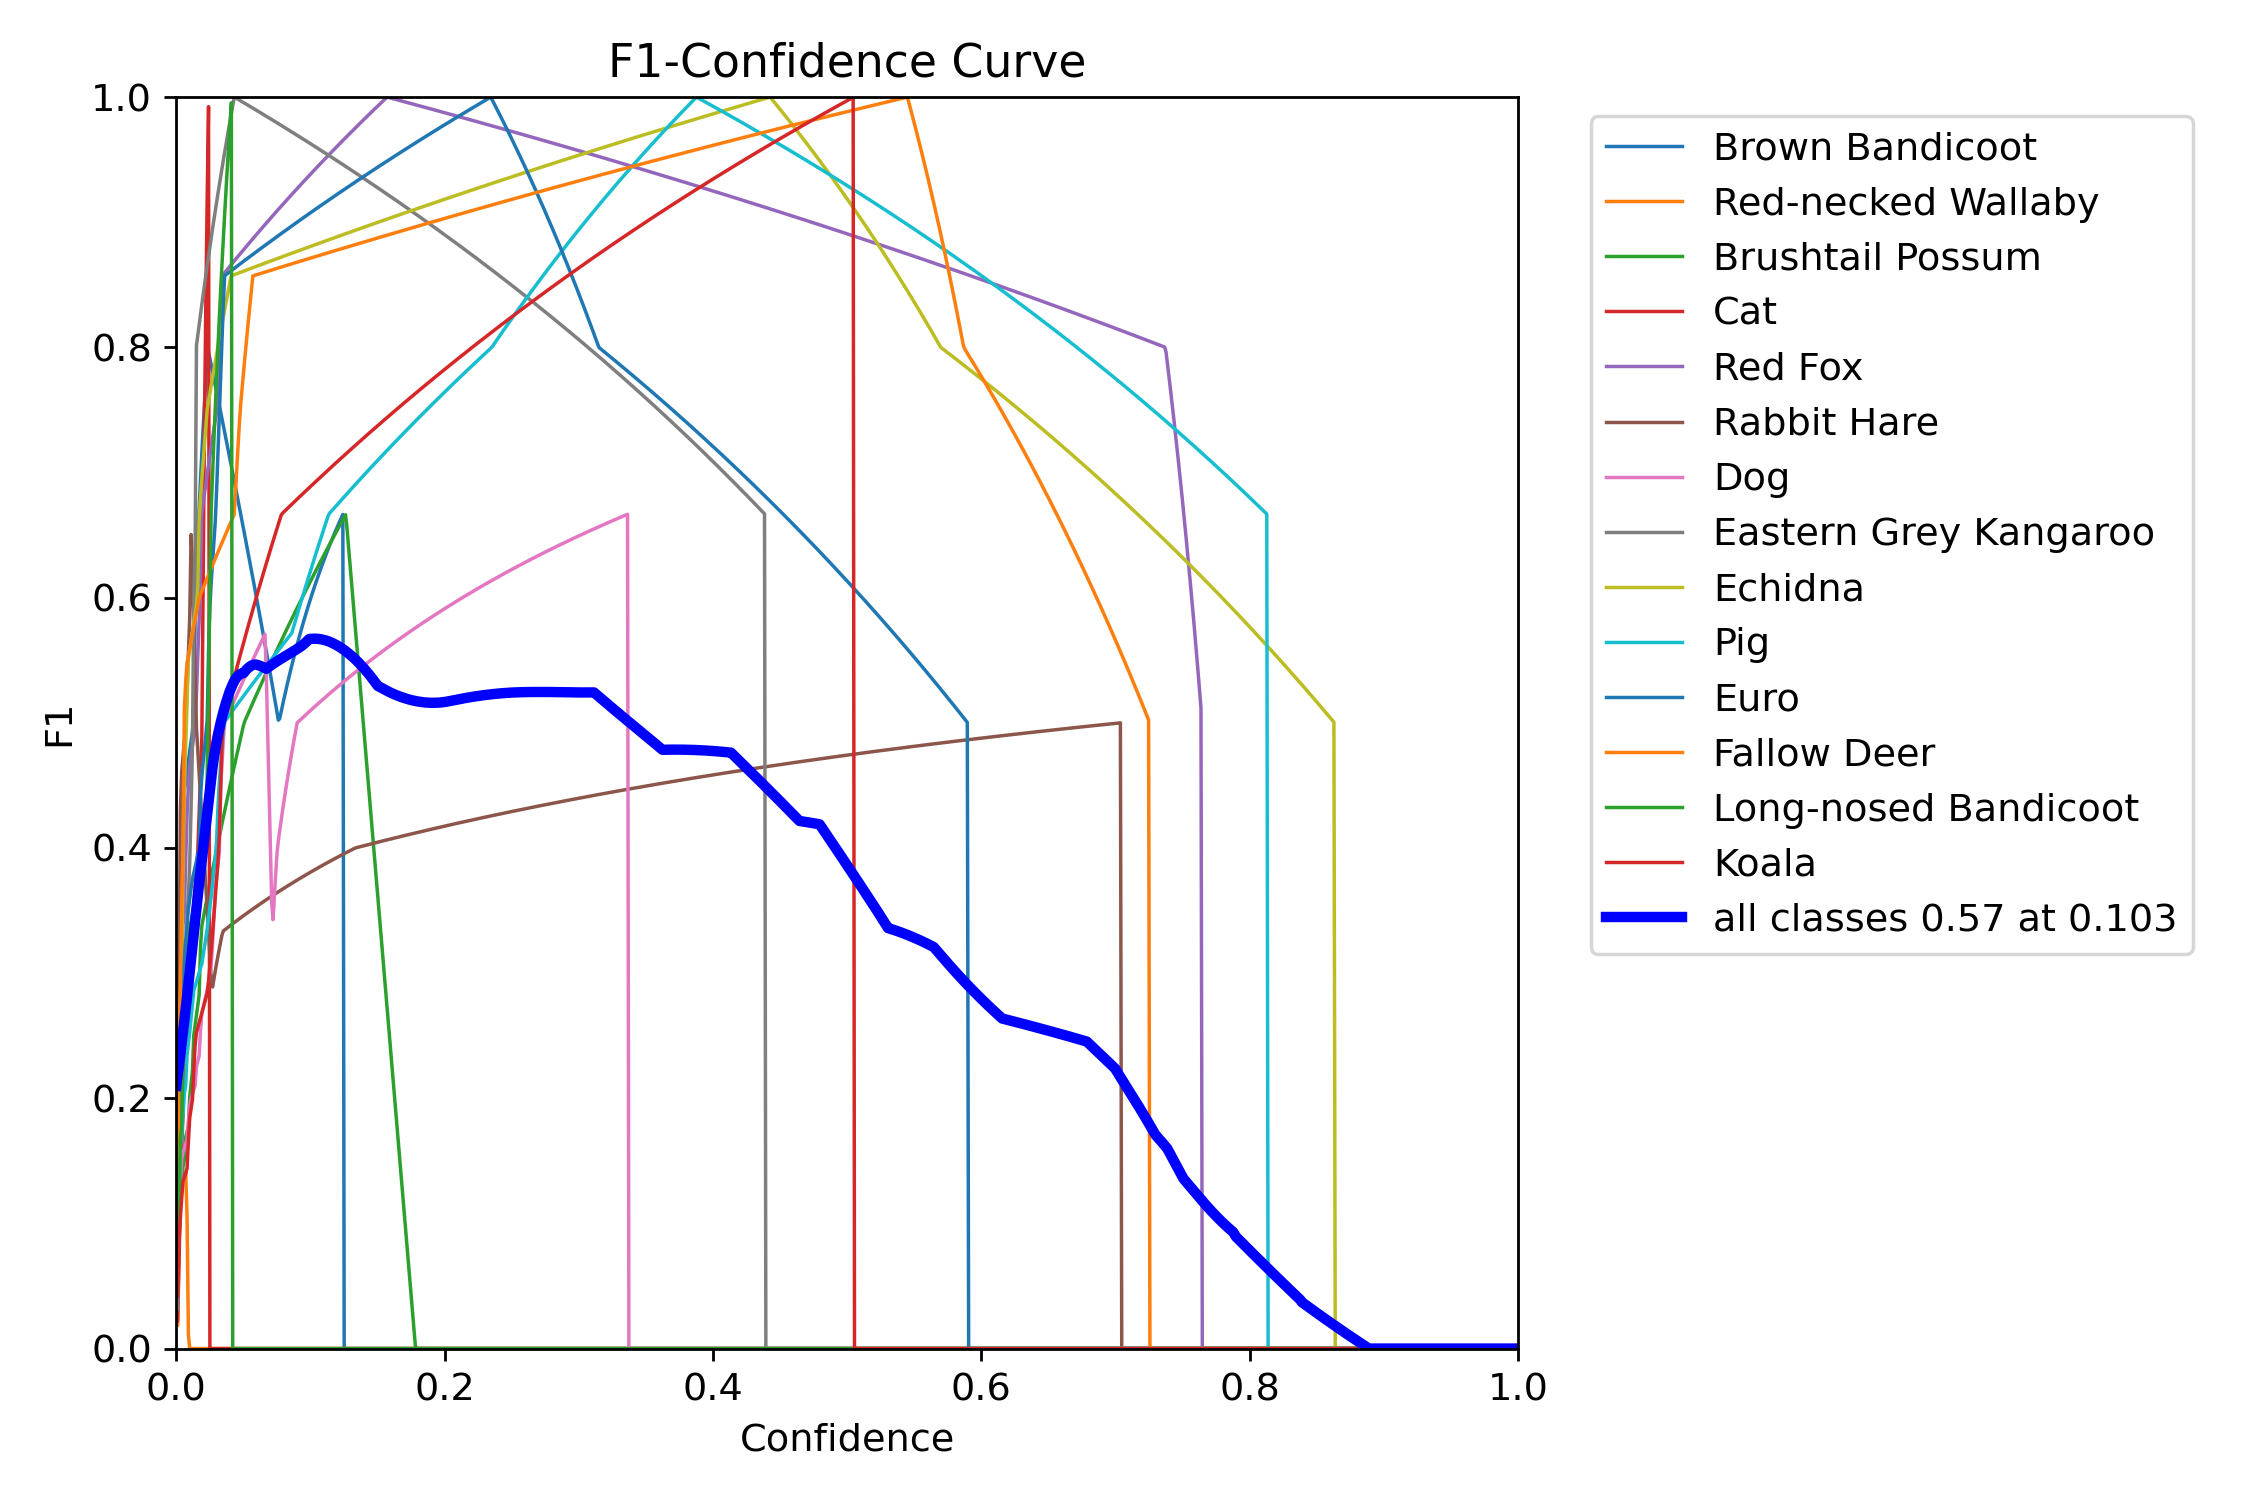 F1-Confidence Curve
1.0
0.8
0.6
0.4
0.2
0.0
F1
0.0 0.2 0.4 0.6 0.8 1.0
Confidence
Brown Bandicoot
Red-necked Wallaby
Brushtail Possum
Cat
Red Fox
Rabbit Hare
Dog
Eastern Grey Kangaroo
Echidna
Pig
Euro
Fallow Deer
Long-nosed Bandicoot
Koala
all classes 0.57 at 0.103